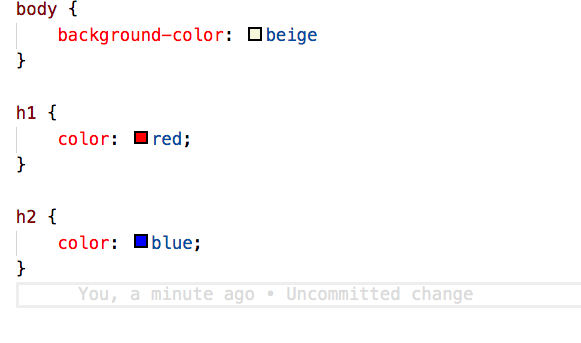 body {
background-color: beige
}
h1 {
color: red;
}
h2 {
color: blue;
}
You, a minute ago • Uncommitted change